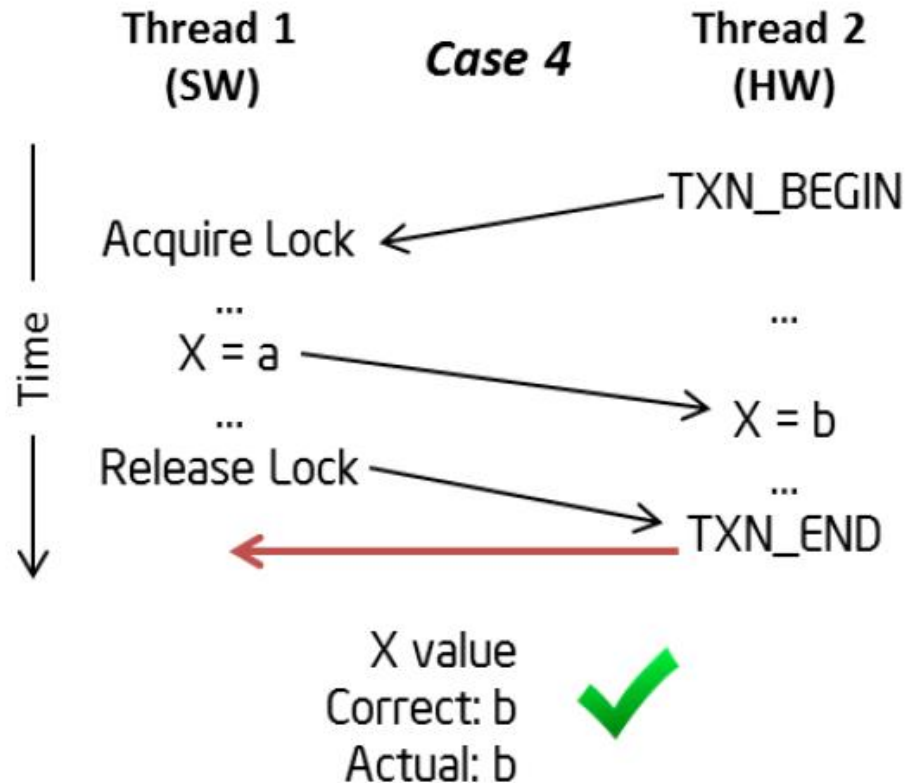 Thread 1
(SW)
Case 4
Thread 2
(HW)
TXN_BEGIN
Acquire Lock
...
...
X = a
X = b
...
Release Lock
...
TXN_END
Time
X value
Correct: b
Actual: b